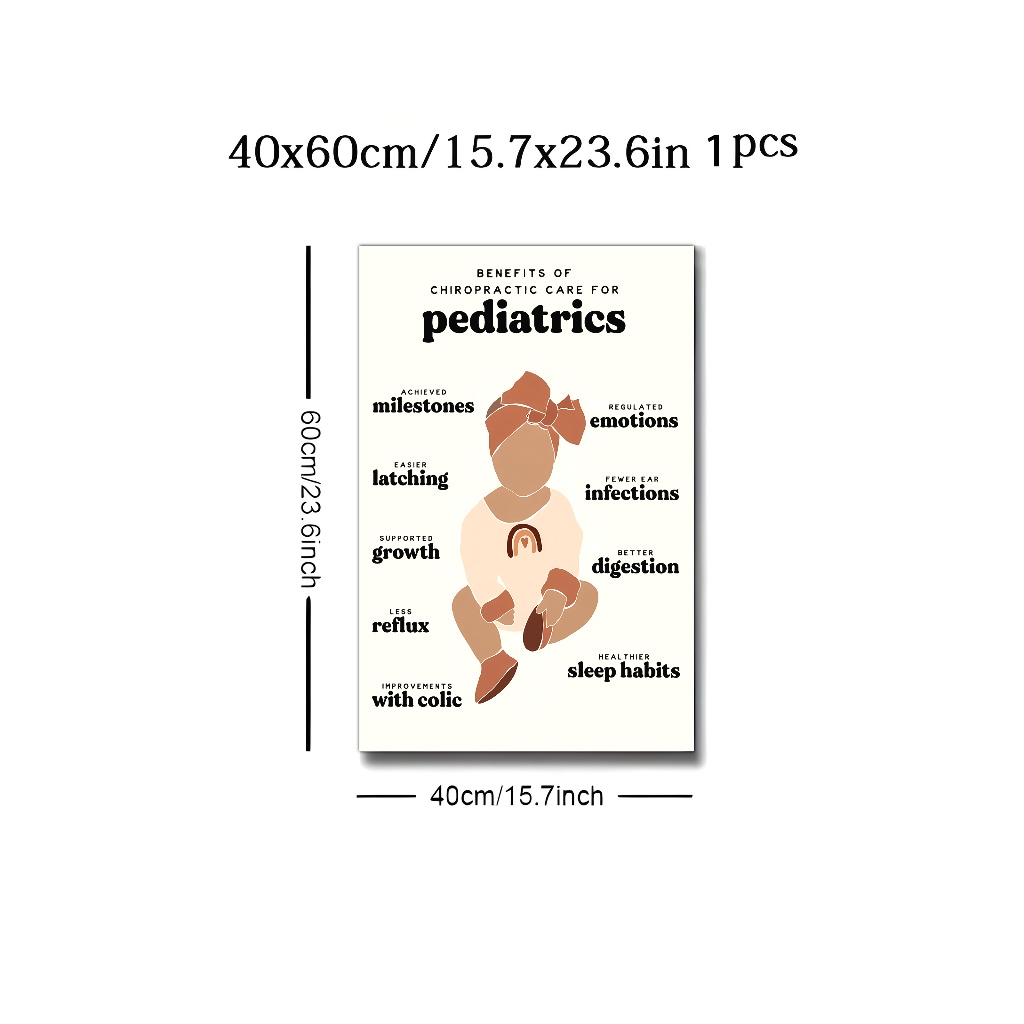 40x60cm/15.7x23.6in 1pcs
BENEFITS OF
CHIROPRACTIC CARE FOR
pediatrics
ACHIEVED
milestones
REGULATED
emotions
EASIER
latching
FEWER EAR
infections
SUPPORTED
growth
BETTER
digestion
LESS
reflux
HEALTHIER
sleep habits
IMPROVEMENTS
with colic
60cm/23.6inch
40cm/15.7inch